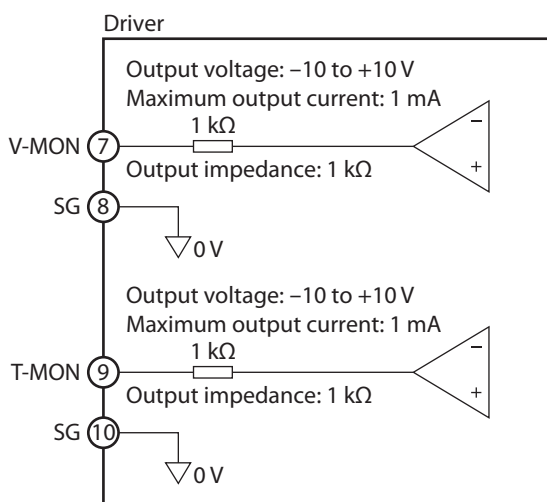 Driver
Output voltage: –10 to +10 V
Maximum output current: 1 mA
1 kΩ
V-MON 7
–
+
Output impedance: 1 kΩ
SG 8
0 V
Output voltage: –10 to +10 V
Maximum output current: 1 mA
1 kΩ
T-MON 9
–
+
Output impedance: 1 kΩ
SG 10
0 V